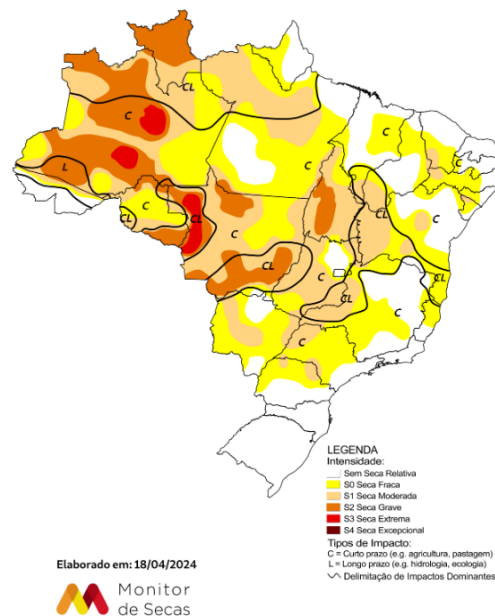 CL
C
C
C
C
L
CL
C
CL
CL
C
C
CL
C
CL
CL
C
C
LEGENDA
Intensidade:
Sem Seca Relativa
S0 Seca Fraca
S1 Seca Moderada
S2 Seca Grave
S3 Seca Extrema
S4 Seca Excepcional
Tipos de Impacto:
C = Curto prazo (e.g. agricultura, pastagem)
L = Longo prazo (e.g. hidrologia, ecologia)
Delimitação de Impactos Dominantes
Elaborado em: 18/04/2024
Monitor
de Secas